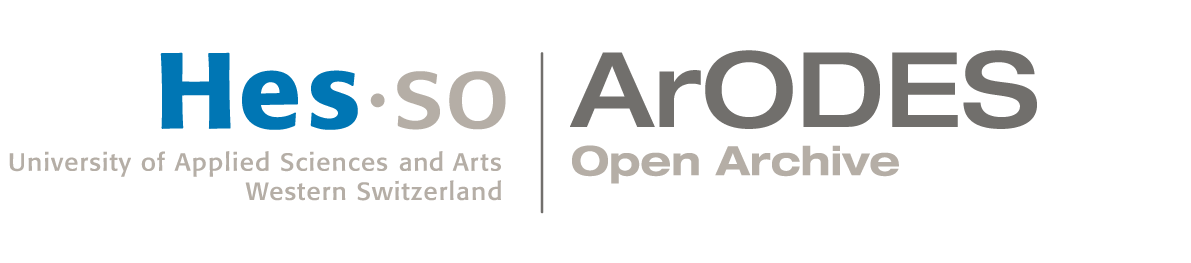 Hes·so
University of Applied Sciences and Arts
Western Switzerland
ArODES
Open Archive